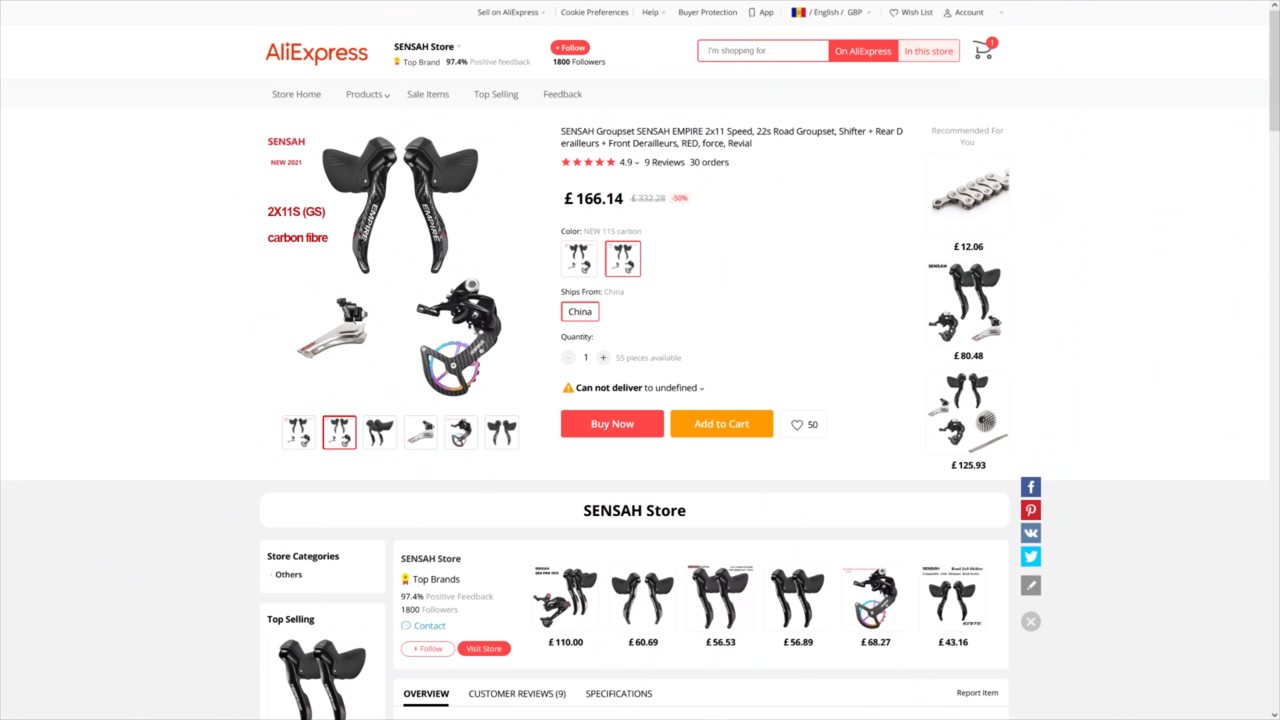 Sell on AliExpress
Cookie Preferences
Help
Buyer Protection
App
/ English / GBP
Wish List
Account
AliExpress
SENSAH Store
Top Brand 97.4% Positive feedback
+ Follow
1800 Followers
I'm shopping for..
On AliExpress
In this store
1
Store Home
Products
Sale Items
Top Selling
Feedback
SENSAH
NEW 2021
2X11S (GS)
carbon fibre
EMPIRE
EMPIRE
SENSAH Groupset SENSAH EMPIRE 2x11 Speed, 22s Road Groupset, Shifter + Rear D
erailleurs + Front Derailleurs, RED, force, Revial
4.9 9 Reviews 30 orders
£ 166.14 £ 332.28 -50%
Color: NEW 11S carbon
Ships From: China
China
Quantity:
1 + 55 pieces available
Can not deliver to undefined
Buy Now
Add to Cart
50
Recommended For
You
£ 12.06
SENSAH
£ 80.48
£ 125.93
SENSAH Store
Store Categories
Others
Top Selling
SENSAH Store
Top Brands
97.4% Positive Feedback
1800 Followers
Contact
+ Follow
Visit Store
£ 110.00
£ 60.69
£ 56.53
£ 56.89
£ 68.27
£ 43.16
OVERVIEW
CUSTOMER REVIEWS (9)
SPECIFICATIONS
Report Item